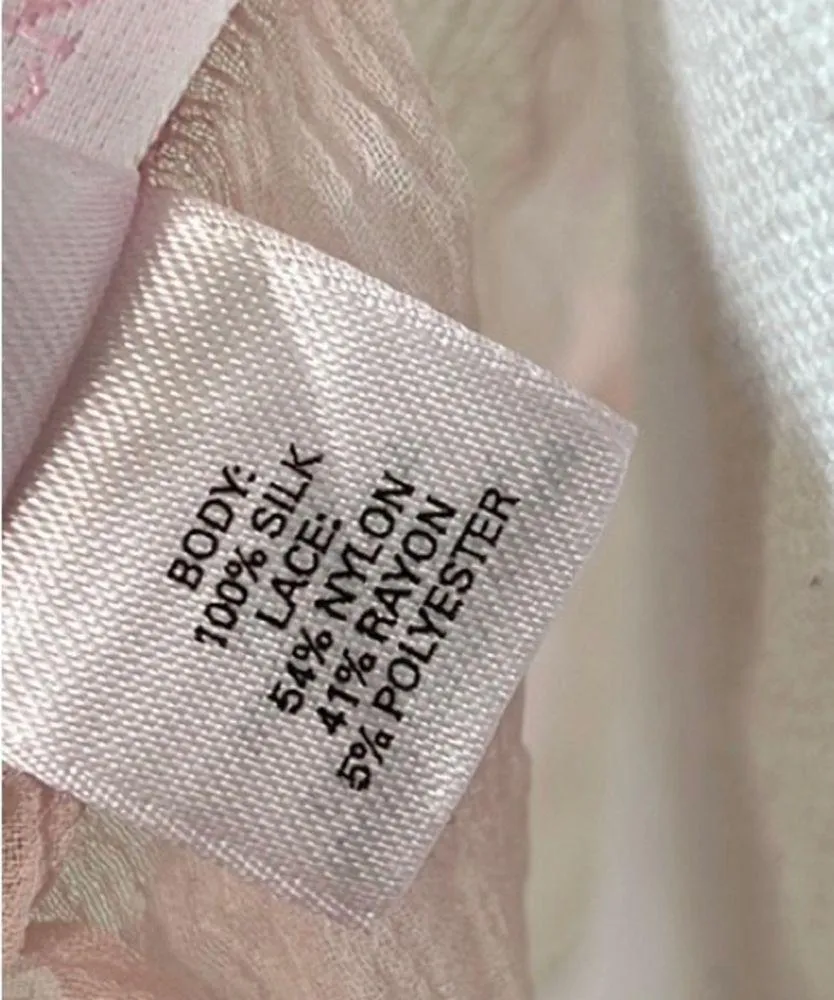 BODY:
100% SILK
LACE:
54% NYLON
41% RAYON
5% POLYESTER